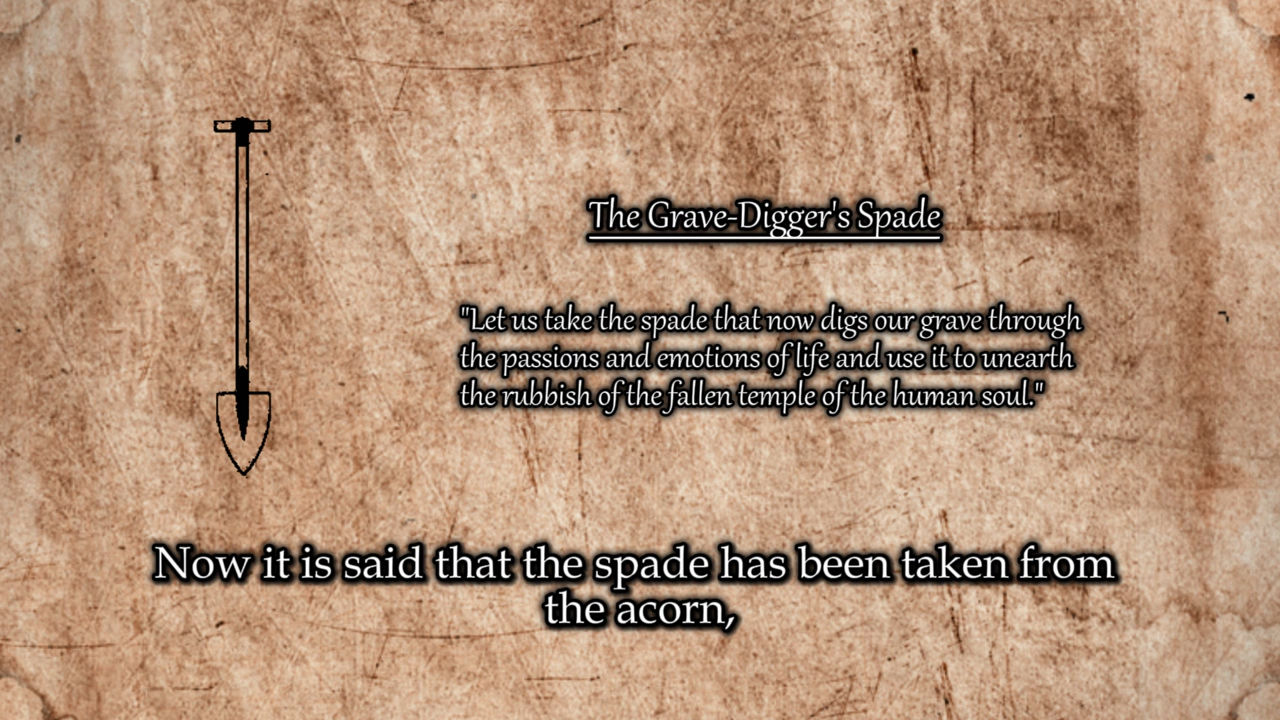 The Grave-Digger's Spade
"Let us take the spade that now digs our grave through
the passions and emotions of life and use it to unearth
the rubbish of the fallen temple of the human soul."
Now it is said that the spade has been taken from
the acorn,